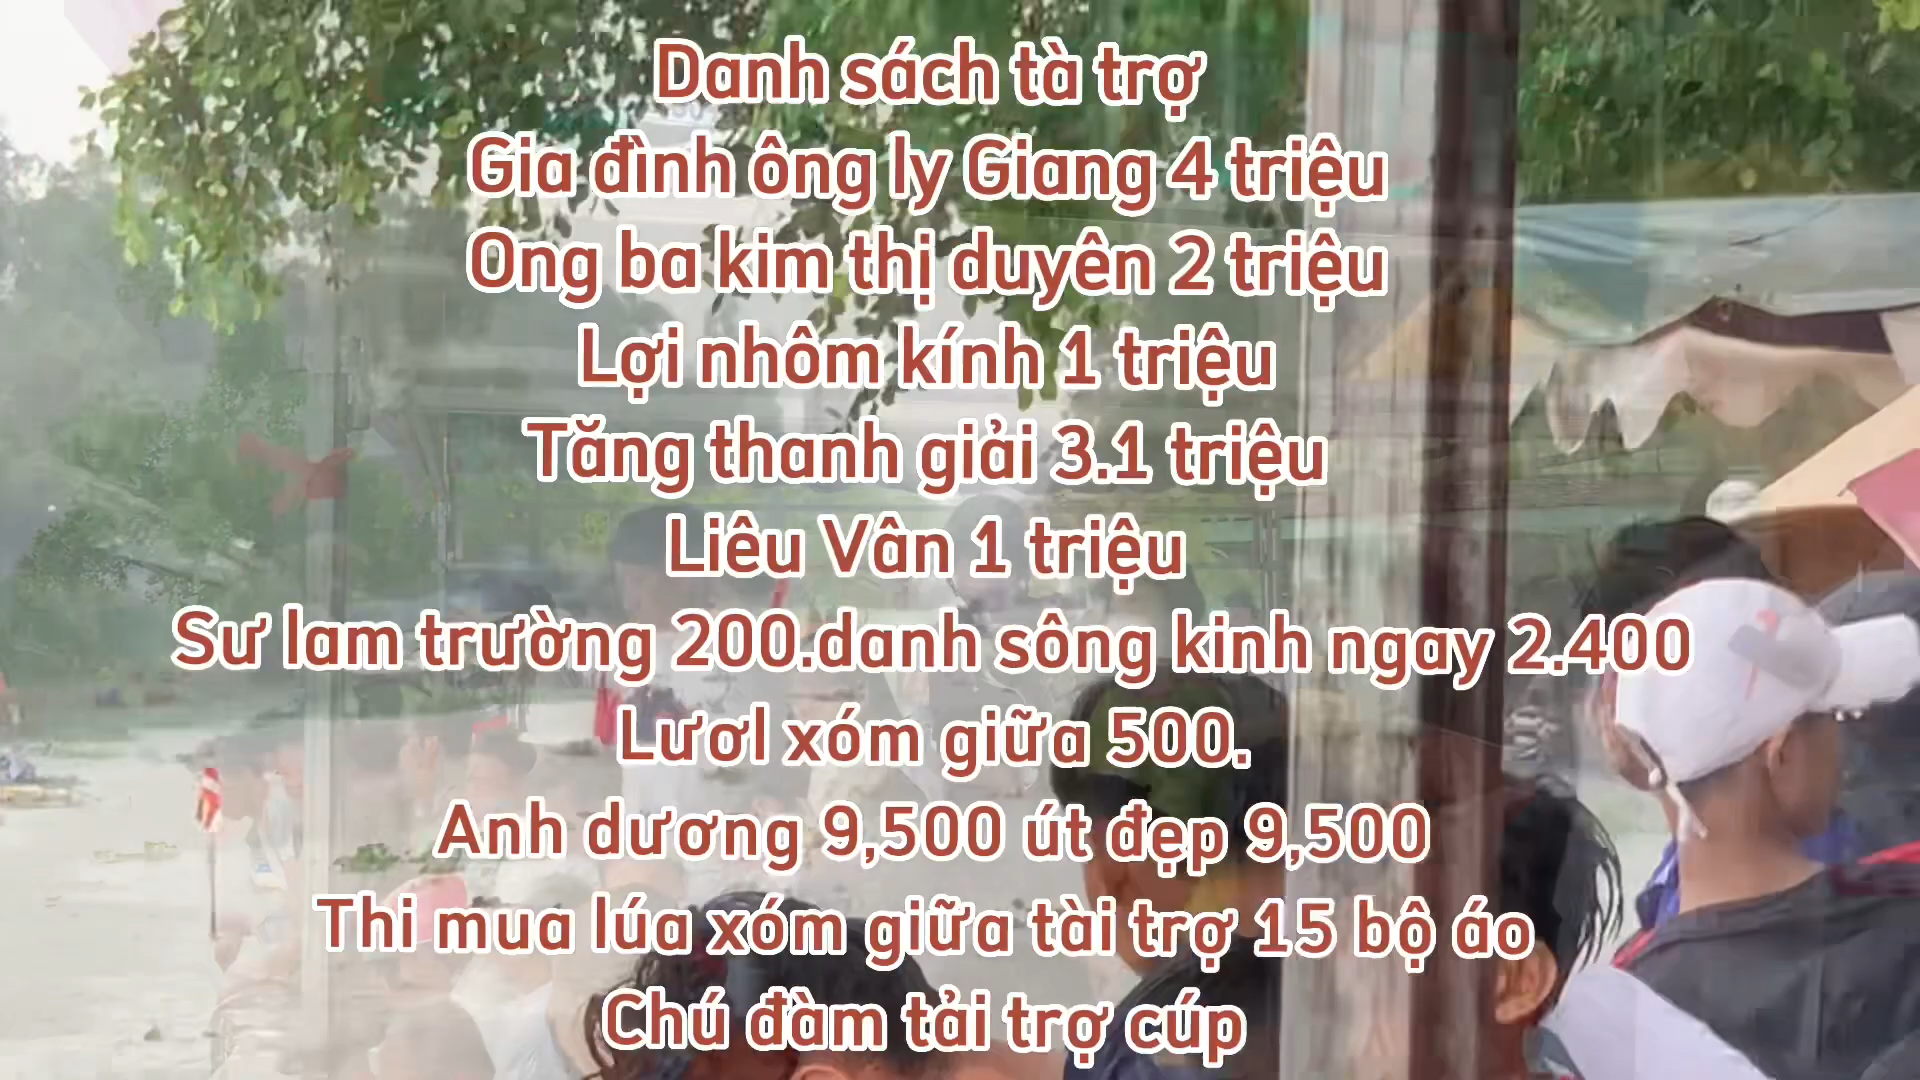 Danh sách tà trợ
Gia đình ông ly Giang 4 triệu
Ong ba kim thị duyên 2 triệu
Lợi nhôm kính 1 triệu
Tăng thanh giải 3.1 triệu
Liêu Vân 1 triệu
Sư lam trường 200.danh sông kinh ngay 2.400
Lươl xóm giữa 500.
Anh dương 9,500 út đẹp 9,500
Thi mua lúa xóm giữa tài trợ 15 bộ áo
Chú đàm tải trợ cúp